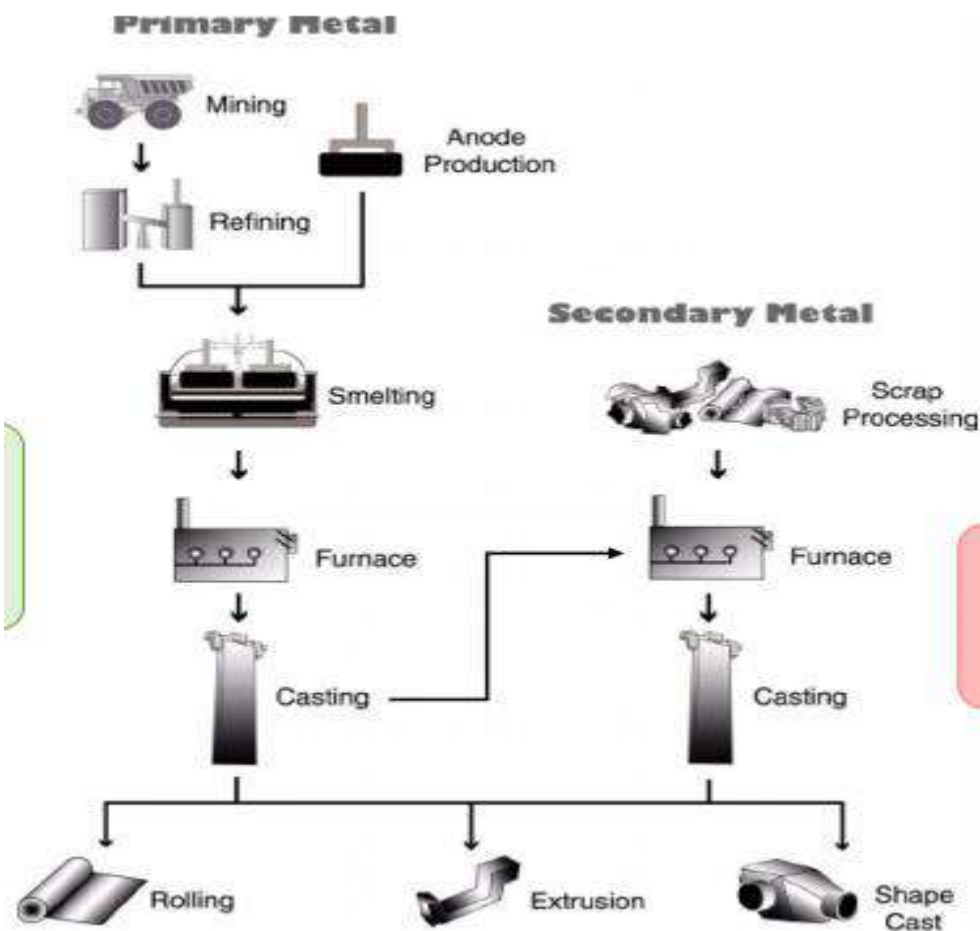 Primary Metal
Mining
Anode
Production
Refining
Secondary Metal
Smelting
Scrap
Processing
Furnace
Furnace
Casting
Casting
Rolling
Extrusion
Shape
Cast